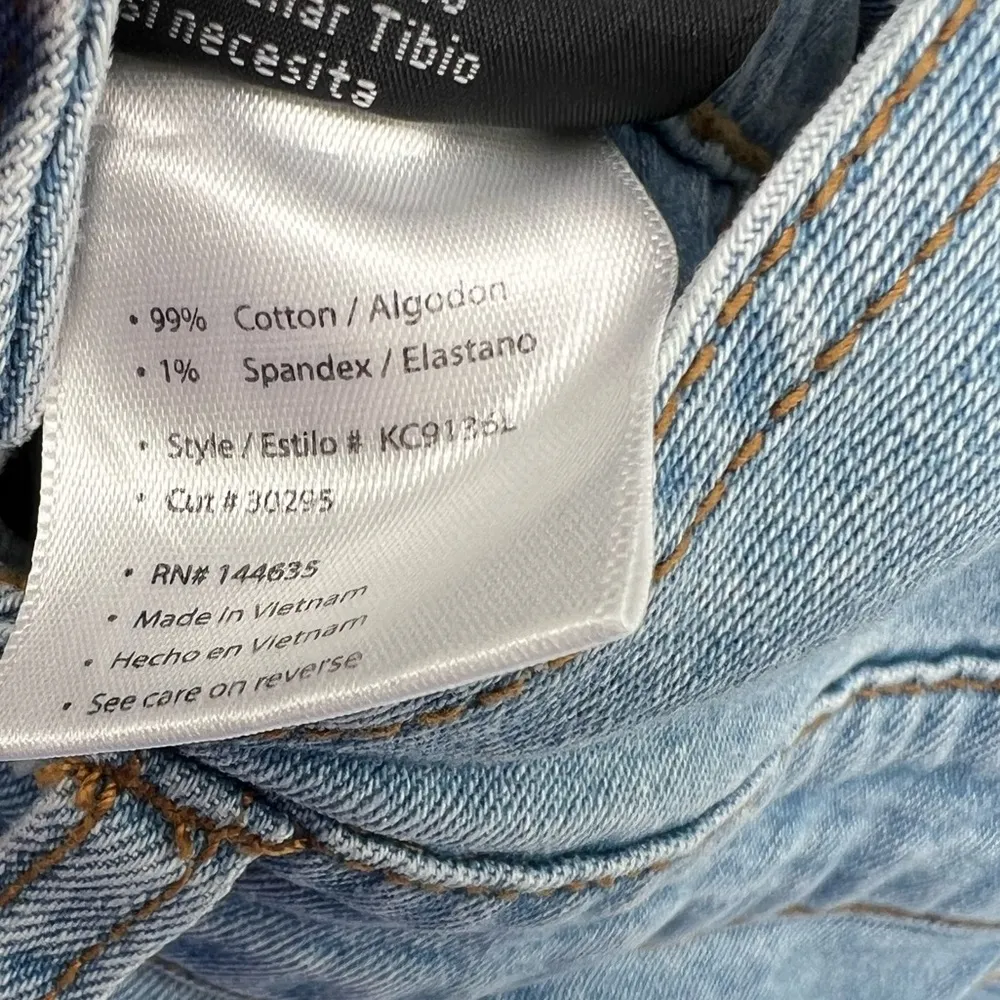 Tibio
si necesita
• 99% Cotton / Algodon
• 1% Spandex / Elastano
• Style / Estilo # KC9136L
• Cut # 30295
• RN# 144635
• Made in Vietnam
• Hecho en Vietnam
• See care on reverse